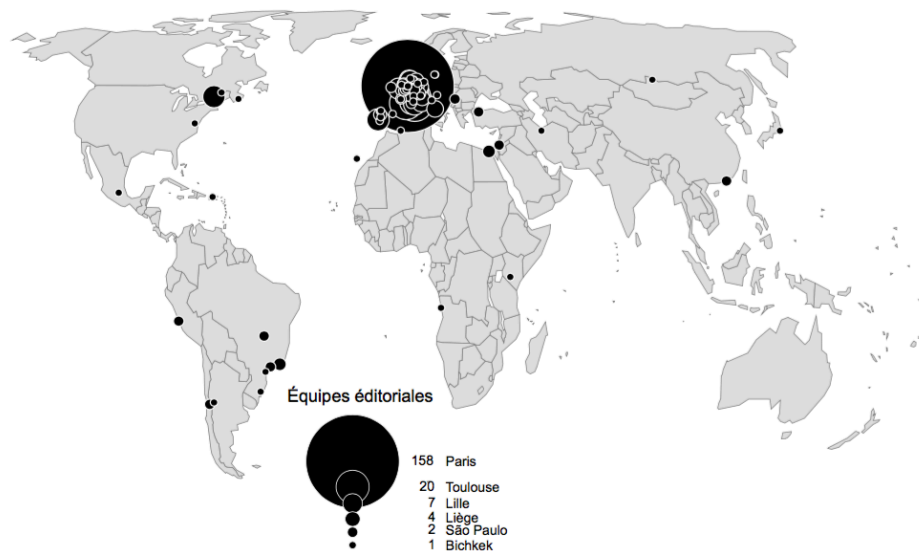 Équipes éditoriales
158 Paris
20 Toulouse
7 Lille
4 Liège
2 São Paulo
1 Bichkek